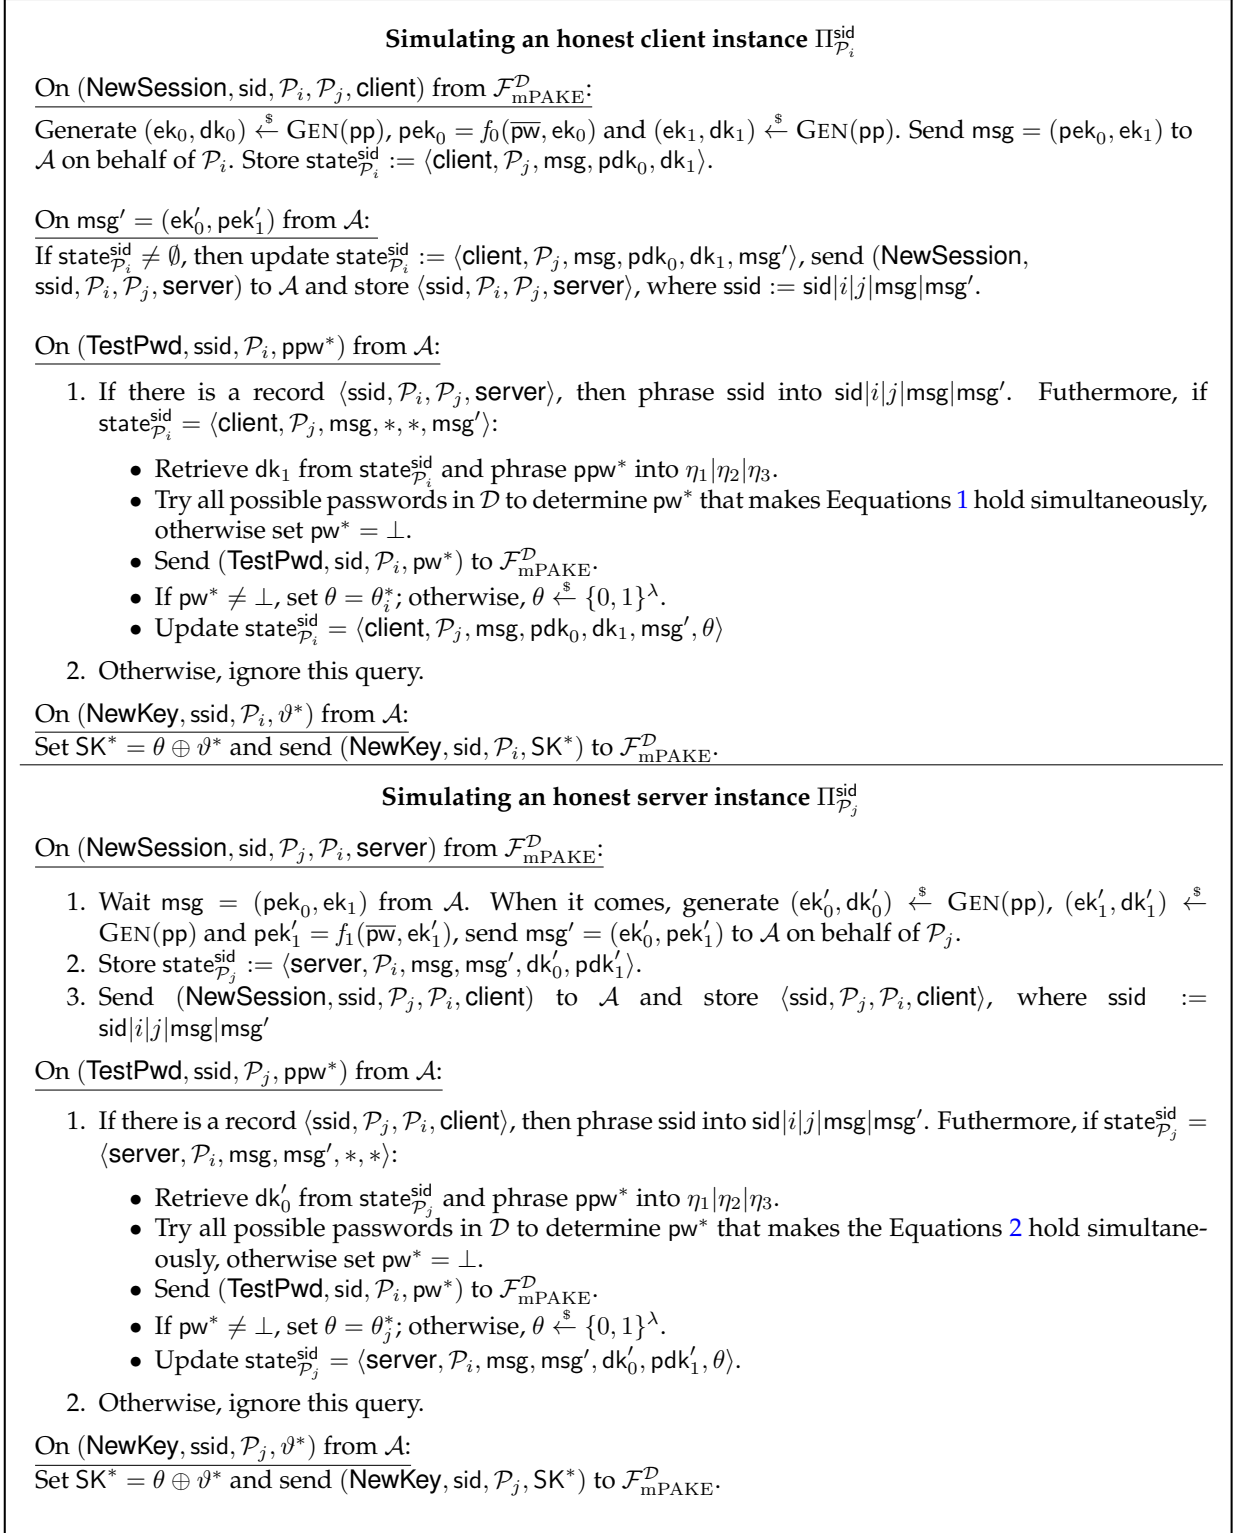 Simulating an honest client instance Π^sid_{𝒫_i}
On (NewSession, sid, 𝒫_i, 𝒫_j, client) from ℱ^𝒟_mPAKE:
Generate (ek_0, dk_0) ←$ GEN(pp), pek_0 = f_0(p̅w̅, ek_0) and (ek_1, dk_1) ←$ GEN(pp). Send msg = (pek_0, ek_1) to
𝒜 on behalf of 𝒫_i. Store state^sid_{𝒫_i} := ⟨client, 𝒫_j, msg, pdk_0, dk_1⟩.
On msg′ = (ek′_0, pek′_1) from 𝒜:
If state^sid_{𝒫_i} ≠ ∅, then update state^sid_{𝒫_i} := ⟨client, 𝒫_j, msg, pdk_0, dk_1, msg′⟩, send (NewSession,
ssid, 𝒫_i, 𝒫_j, server) to 𝒜 and store ⟨ssid, 𝒫_i, 𝒫_j, server⟩, where ssid := sid|i|j|msg|msg′.
On (TestPwd, ssid, 𝒫_i, ppw*) from 𝒜:
1. If there is a record ⟨ssid, 𝒫_i, 𝒫_j, server⟩, then phrase ssid into sid|i|j|msg|msg′. Futhermore, if
state^sid_{𝒫_i} = ⟨client, 𝒫_j, msg, *, *, msg′⟩:
• Retrieve dk_1 from state^sid_{𝒫_i} and phrase ppw* into η_1|η_2|η_3.
• Try all possible passwords in 𝒟 to determine pw* that makes Eequations 1 hold simultaneously,
otherwise set pw* = ⊥.
• Send (TestPwd, sid, 𝒫_i, pw*) to ℱ^𝒟_mPAKE.
• If pw* ≠ ⊥, set θ = θ*_i; otherwise, θ ←$ {0, 1}^λ.
• Update state^sid_{𝒫_i} = ⟨client, 𝒫_j, msg, pdk_0, dk_1, msg′, θ⟩
2. Otherwise, ignore this query.
On (NewKey, ssid, 𝒫_i, ϑ*) from 𝒜:
Set SK* = θ ⊕ ϑ* and send (NewKey, sid, 𝒫_i, SK*) to ℱ^𝒟_mPAKE.
Simulating an honest server instance Π^sid_{𝒫_j}
On (NewSession, sid, 𝒫_j, 𝒫_i, server) from ℱ^𝒟_mPAKE:
1. Wait msg = (pek_0, ek_1) from 𝒜. When it comes, generate (ek′_0, dk′_0) ←$ GEN(pp), (ek′_1, dk′_1) ←$
GEN(pp) and pek′_1 = f_1(p̅w̅, ek′_1), send msg′ = (ek′_0, pek′_1) to 𝒜 on behalf of 𝒫_j.
2. Store state^sid_{𝒫_j} := ⟨server, 𝒫_i, msg, msg′, dk′_0, pdk′_1⟩.
3. Send (NewSession, ssid, 𝒫_j, 𝒫_i, client) to 𝒜 and store ⟨ssid, 𝒫_j, 𝒫_i, client⟩, where ssid :=
sid|i|j|msg|msg′
On (TestPwd, ssid, 𝒫_j, ppw*) from 𝒜:
1. If there is a record ⟨ssid, 𝒫_j, 𝒫_i, client⟩, then phrase ssid into sid|i|j|msg|msg′. Futhermore, if state^sid_{𝒫_j} =
⟨server, 𝒫_i, msg, msg′, *, *⟩:
• Retrieve dk′_0 from state^sid_{𝒫_j} and phrase ppw* into η_1|η_2|η_3.
• Try all possible passwords in 𝒟 to determine pw* that makes the Equations 2 hold simultane-
ously, otherwise set pw* = ⊥.
• Send (TestPwd, sid, 𝒫_i, pw*) to ℱ^𝒟_mPAKE.
• If pw* ≠ ⊥, set θ = θ*_j; otherwise, θ ←$ {0, 1}^λ.
• Update state^sid_{𝒫_j} = ⟨server, 𝒫_i, msg, msg′, dk′_0, pdk′_1, θ⟩.
2. Otherwise, ignore this query.
On (NewKey, ssid, 𝒫_j, ϑ*) from 𝒜:
Set SK* = θ ⊕ ϑ* and send (NewKey, sid, 𝒫_j, SK*) to ℱ^𝒟_mPAKE.